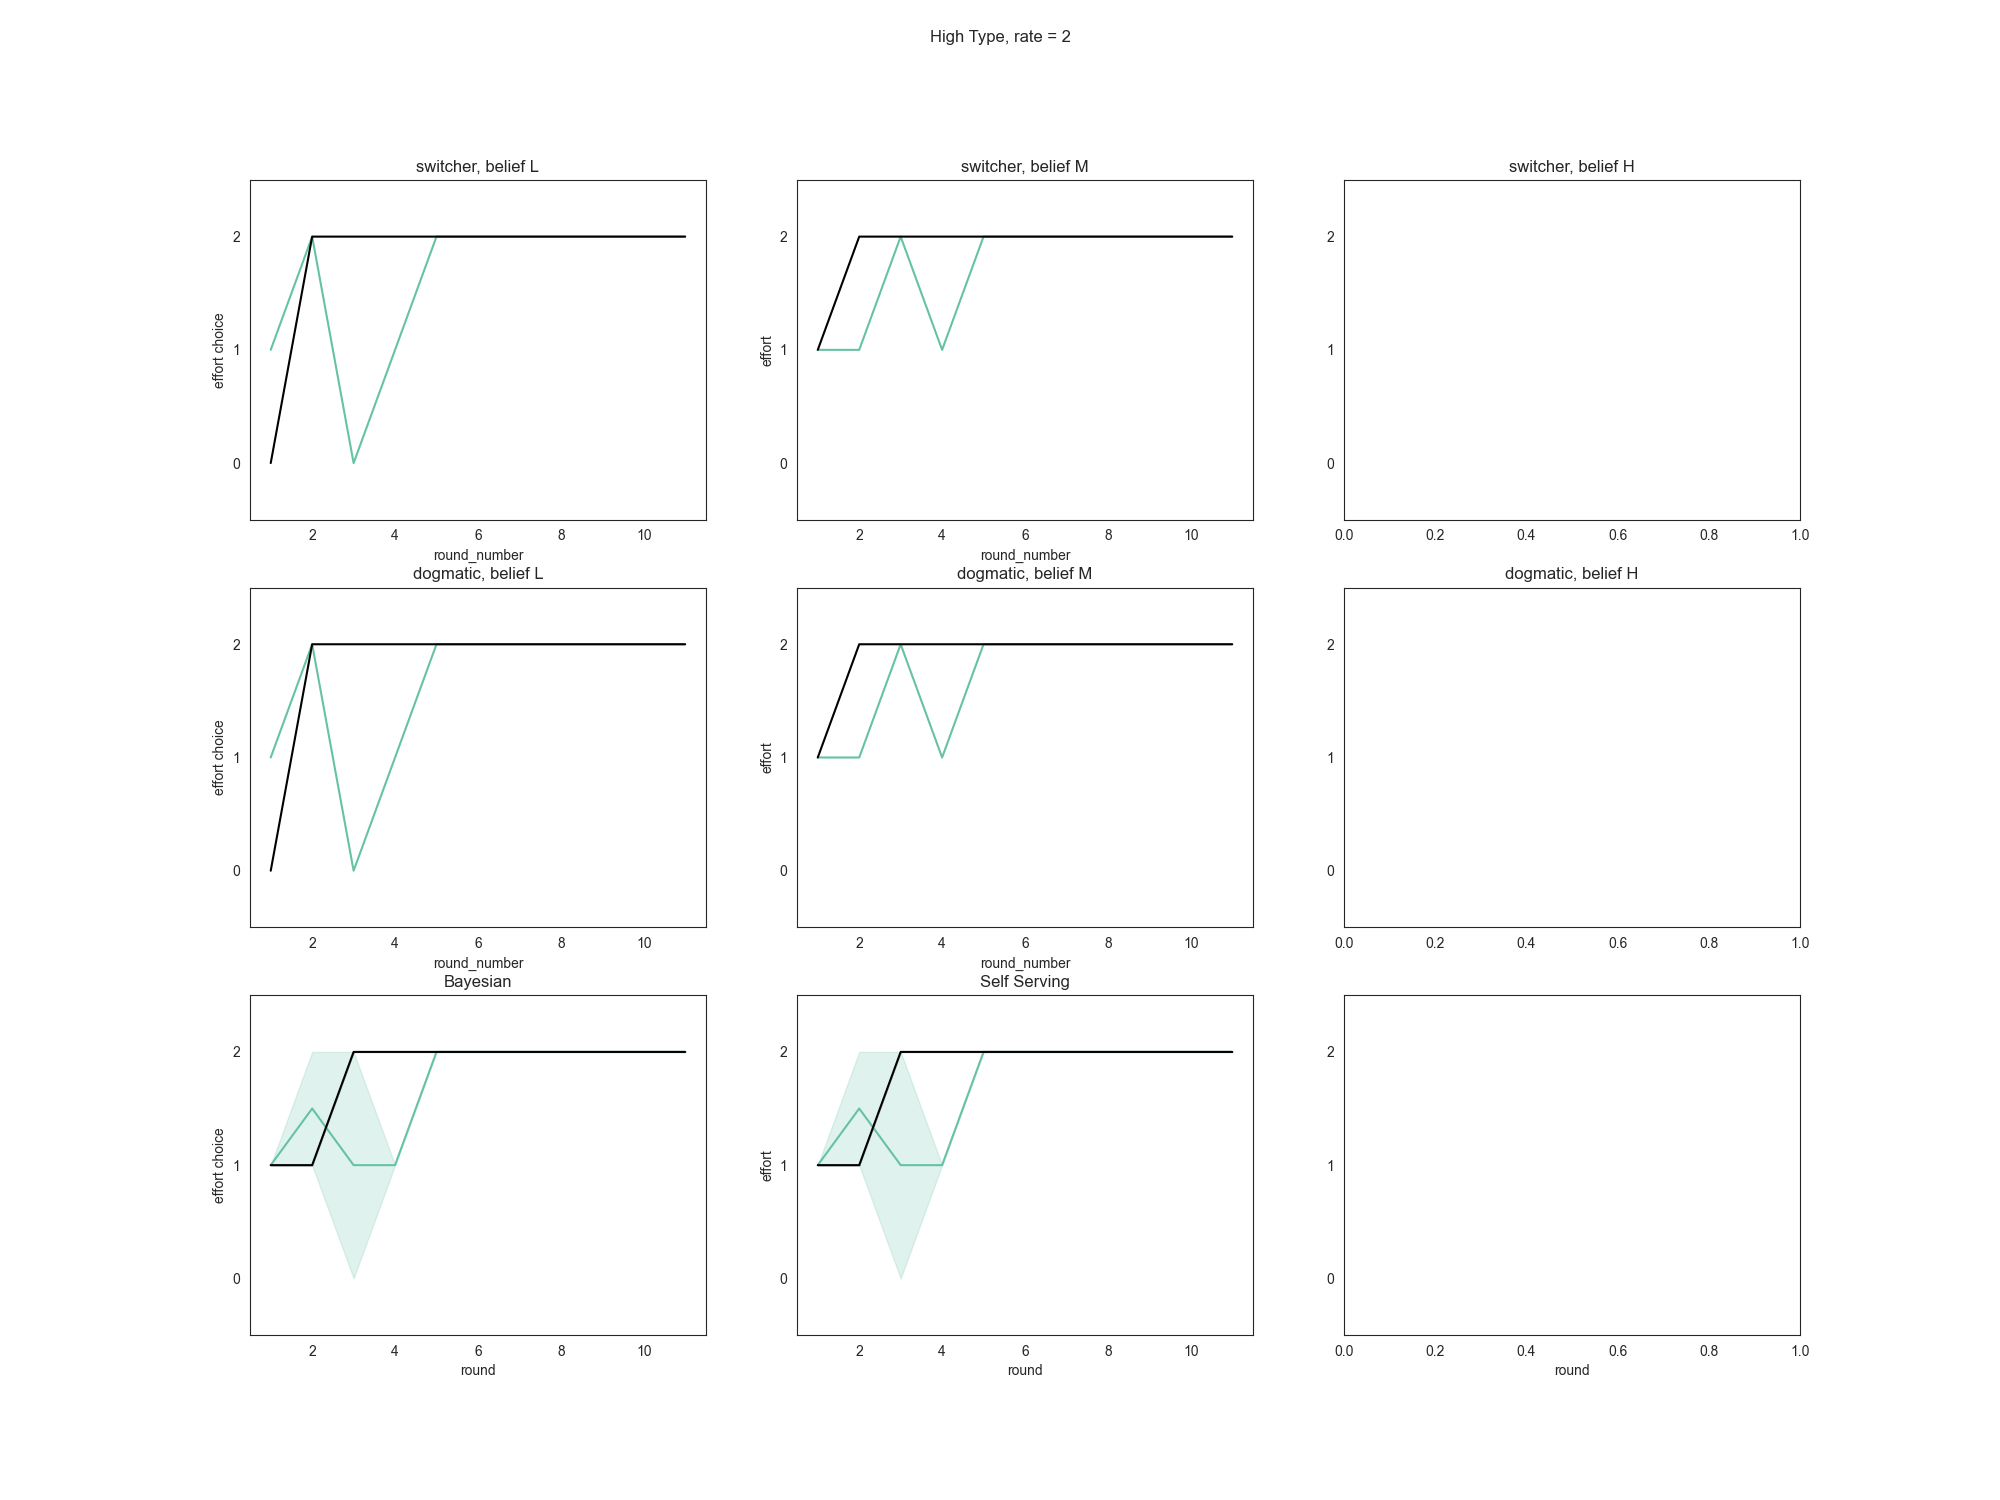 High Type, rate = 2
switcher, belief L
switcher, belief M
switcher, belief H
effort choice
2
1
0
2 4 6 8 10
round_number
effort
2
1
0
2 4 6 8 10
round_number
2
1
0
0.0 0.2 0.4 0.6 0.8 1.0
dogmatic, belief L
dogmatic, belief M
dogmatic, belief H
effort choice
2
1
0
2 4 6 8 10
round_number
effort
2
1
0
2 4 6 8 10
round_number
2
1
0
0.0 0.2 0.4 0.6 0.8 1.0
Bayesian
Self Serving
effort choice
2
1
0
2 4 6 8 10
round
effort
2
1
0
2 4 6 8 10
round
2
1
0
0.0 0.2 0.4 0.6 0.8 1.0
round